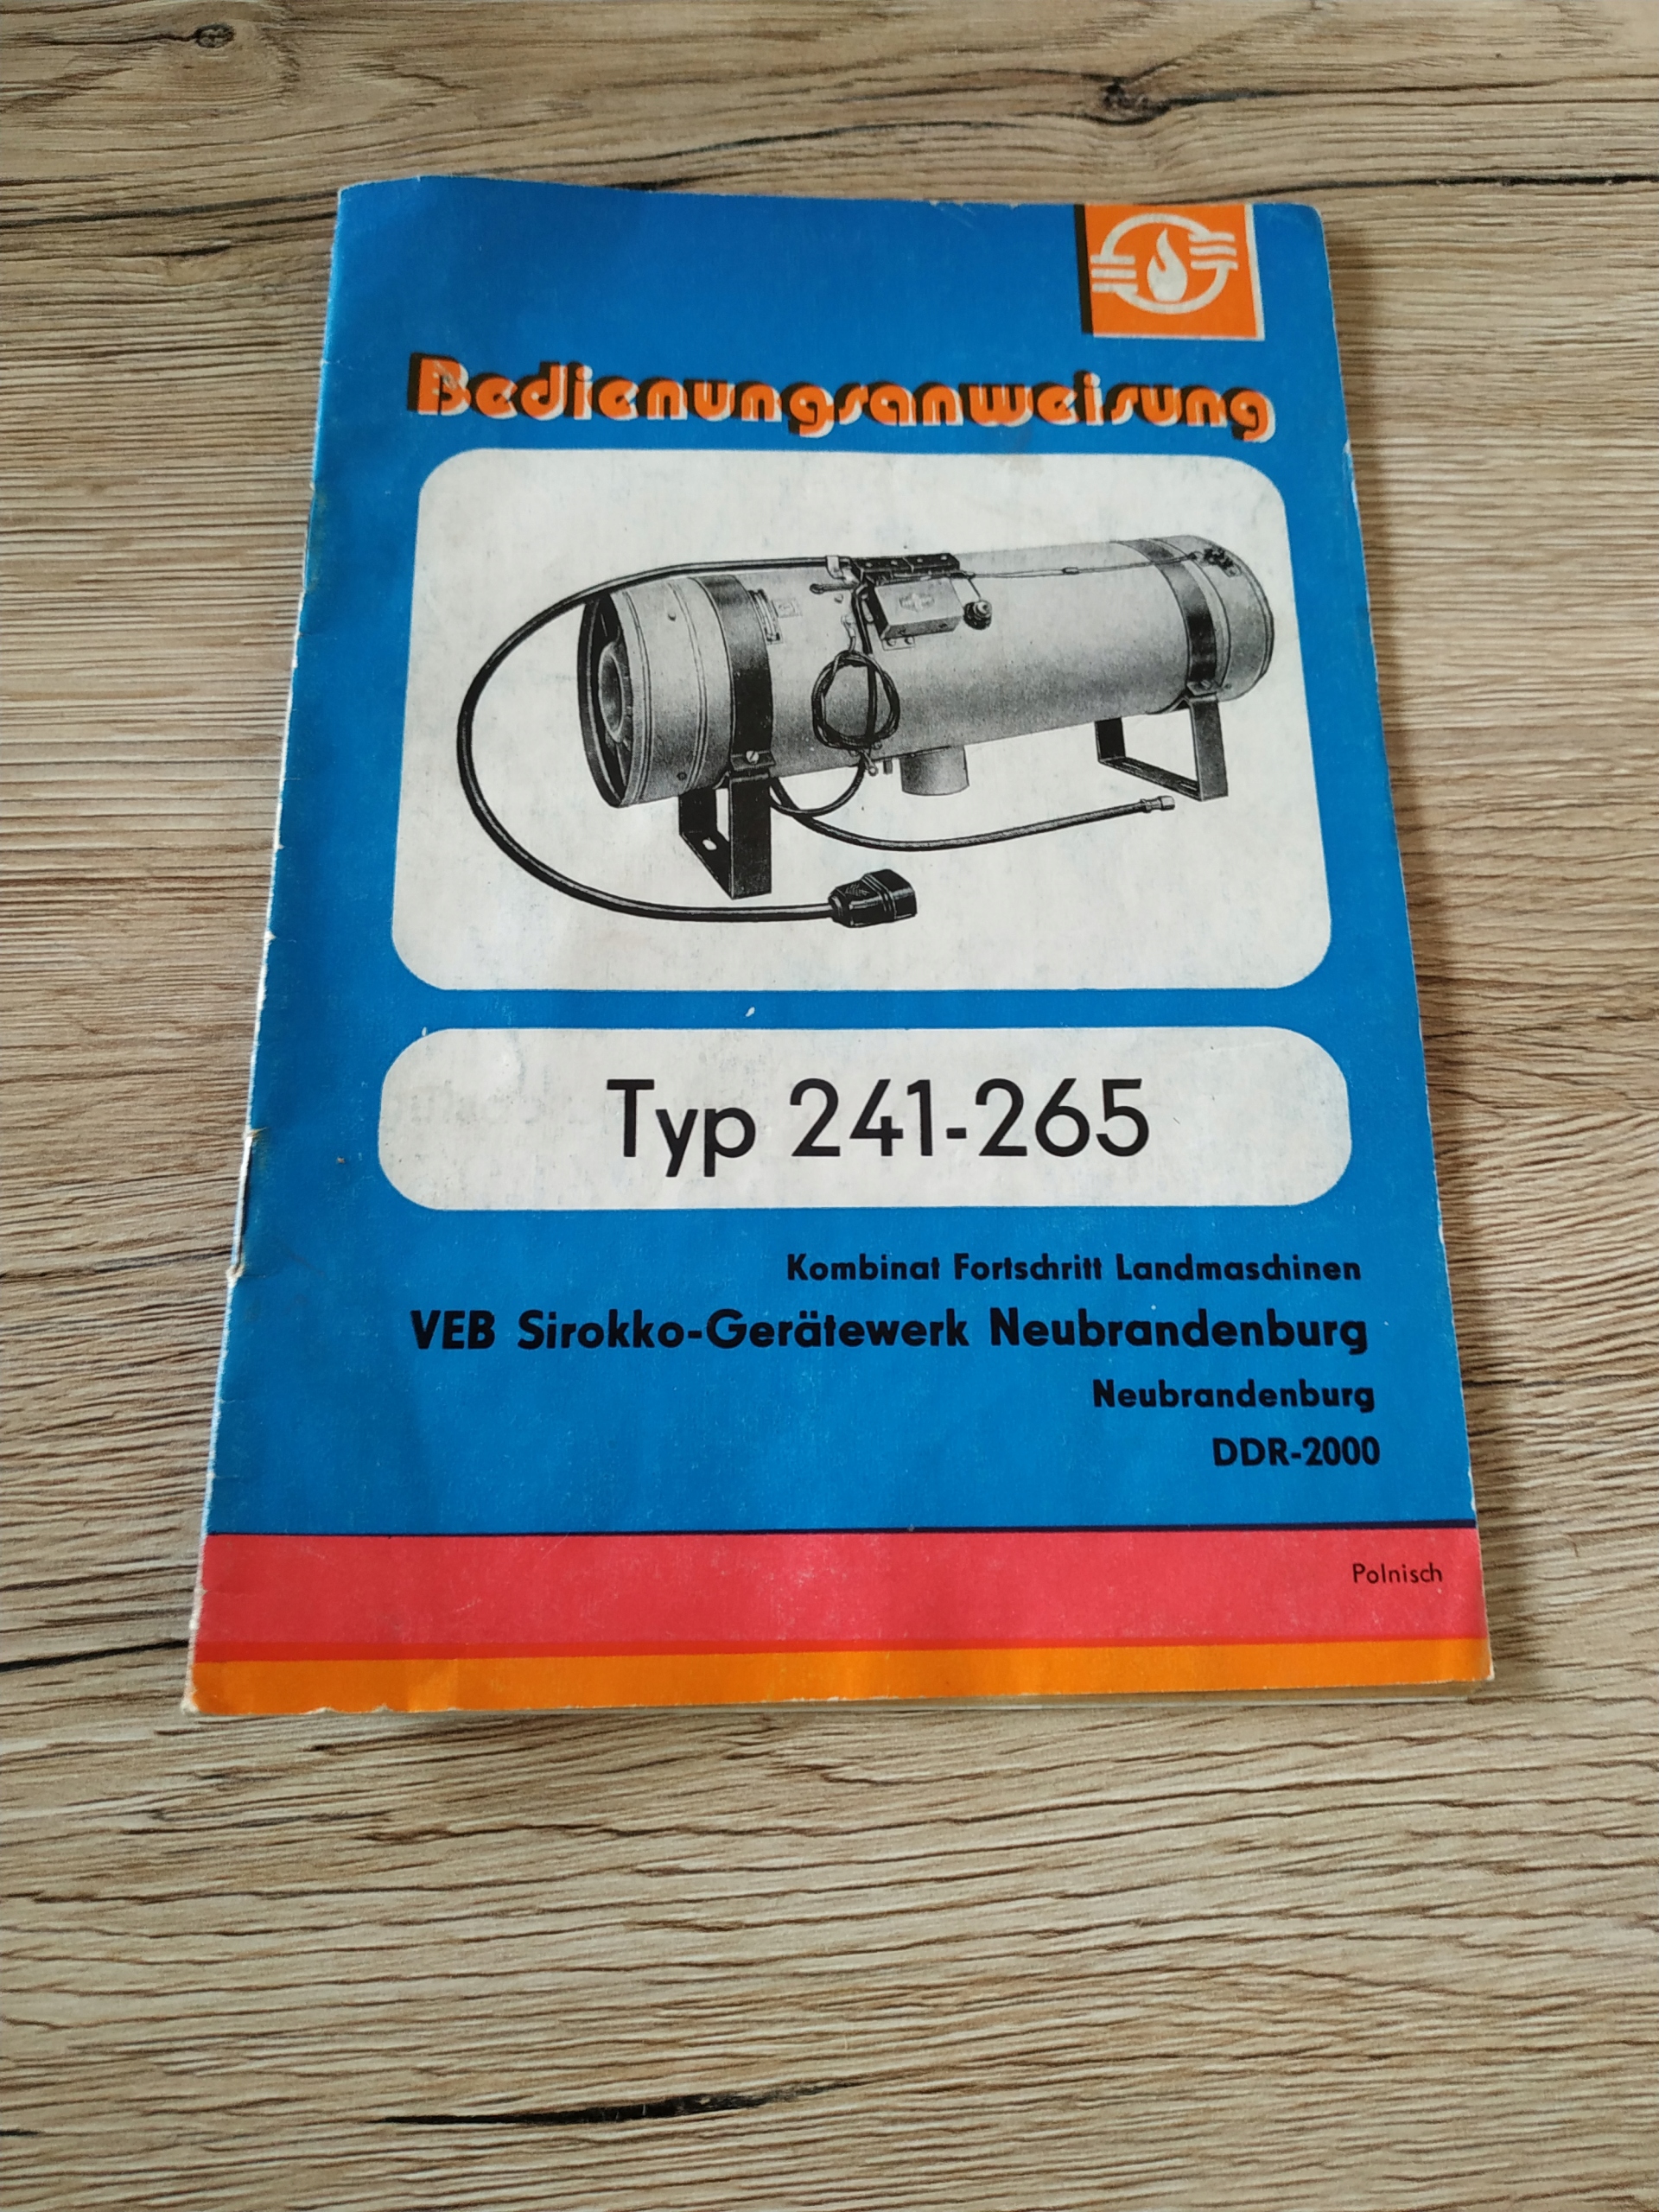 Bedienungsanweisung
Typ 241-265
Kombinat Fortschritt Landmaschinen
VEB Sirokko-Gerätewerk Neubrandenburg
Neubrandenburg
DDR-2000
Polnisch